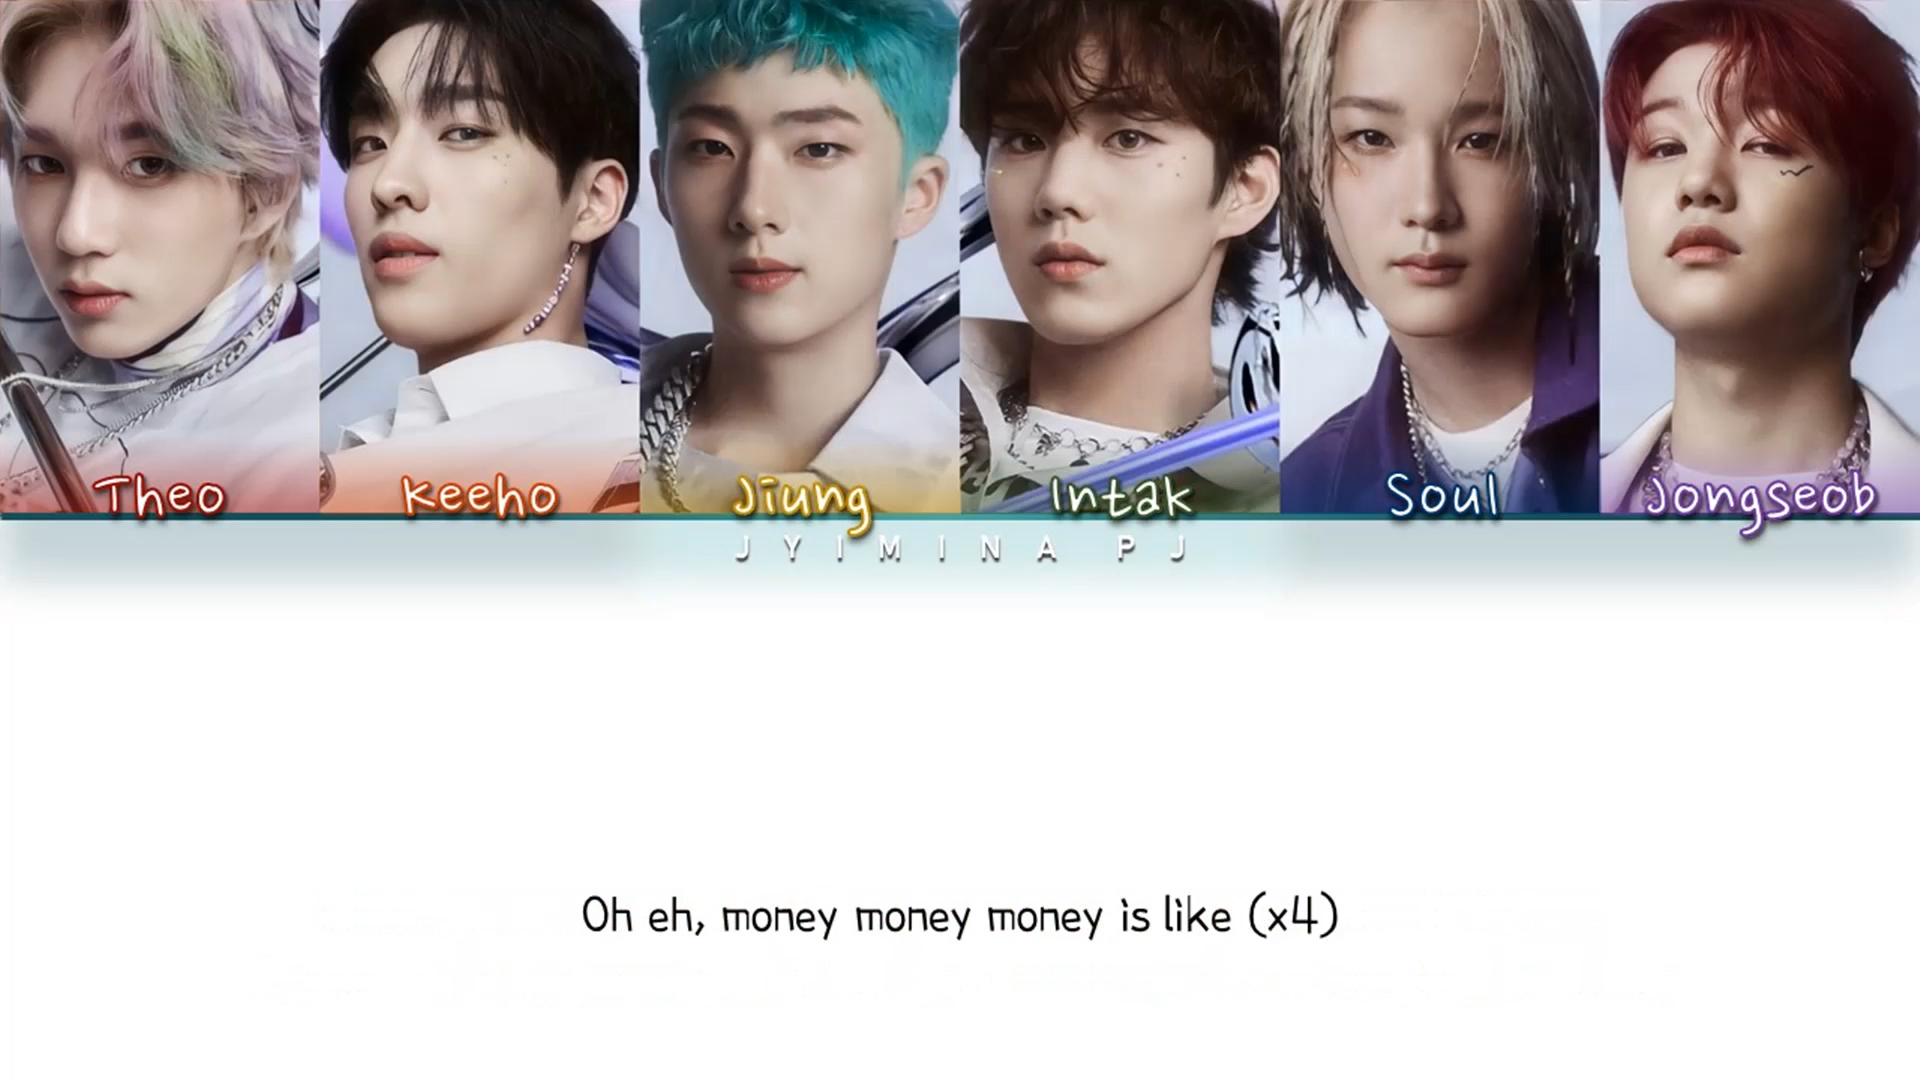 Theo
Keeho
Jiung
Intak
Soul
Jongseob
JYIMINA PJ
Oh eh, money money money is like (x4)